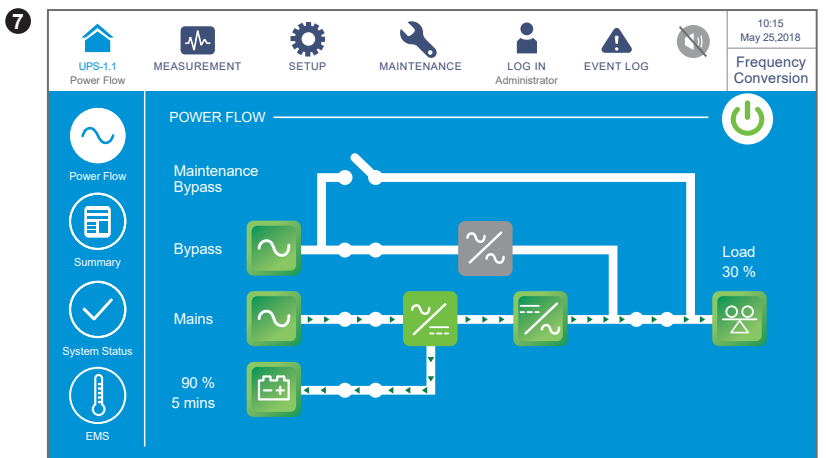 7
UPS-1.1
Power Flow
MEASUREMENT
SETUP
MAINTENANCE
LOG IN
Administrator
EVENT LOG
10:15
May 25,2018
Frequency
Conversion
POWER FLOW
Power Flow
Summary
System Status
EMS
Maintenance
Bypass
Bypass
Mains
90 %
5 mins
Load
30 %